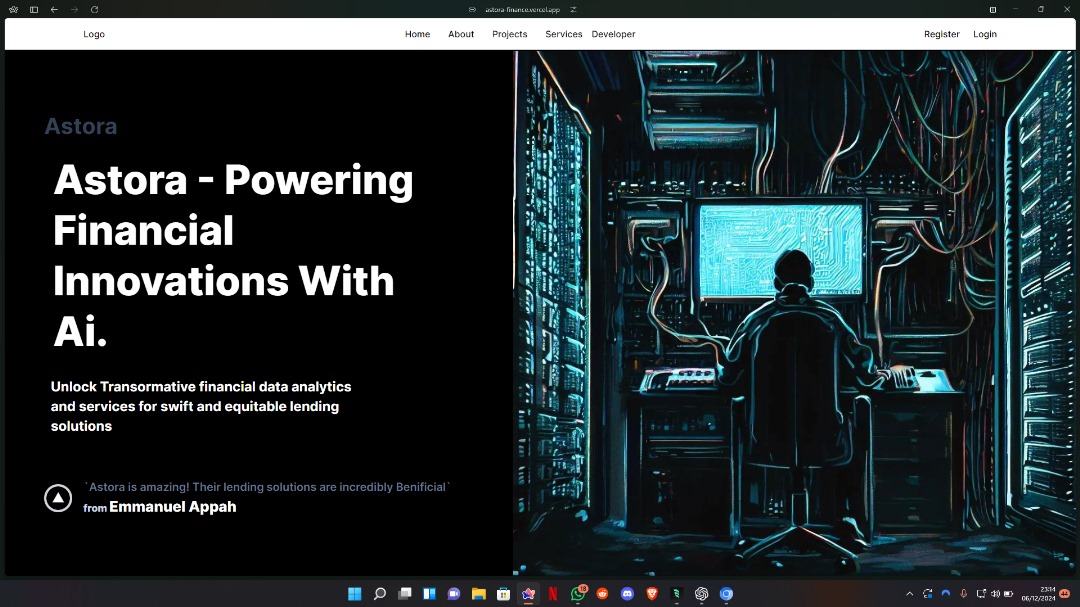 astora-finance.vercel.app
Logo
Home About Projects Services Developer
Register Login
Astora
Astora - Powering
Financial
Innovations With
Ai.
Unlock Transormative financial data analytics
and services for swift and equitable lending
solutions
`Astora is amazing! Their lending solutions are incredibly Benificial`
from Emmanuel Appah
23:14
06/12/2024